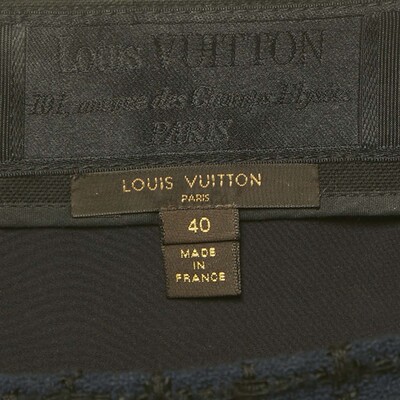 Louis VUITTON
101, avenue des Champs Elysées
PARIS
LOUIS VUITTON
PARIS
40
MADE
IN
FRANCE